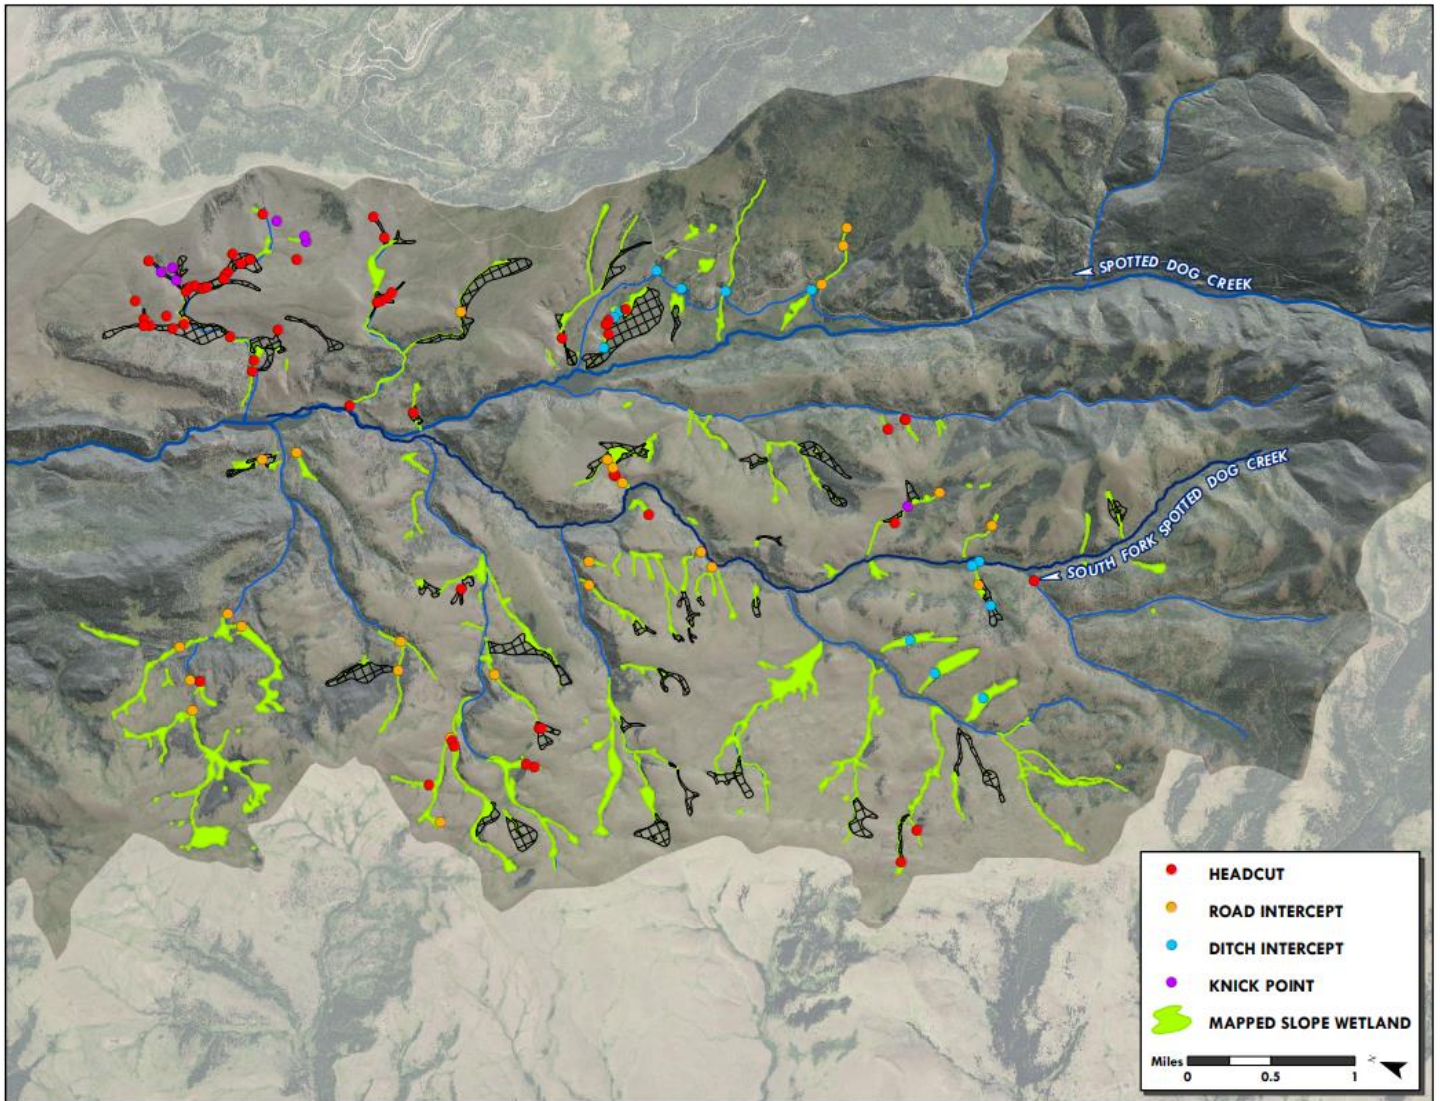 SPOTTED DOG CREEK
SOUTH FORK SPOTTED DOG CREEK
HEADCUT
ROAD INTERCEPT
DITCH INTERCEPT
KNICK POINT
MAPPED SLOPE WETLAND
Miles
0 0.5 1
N